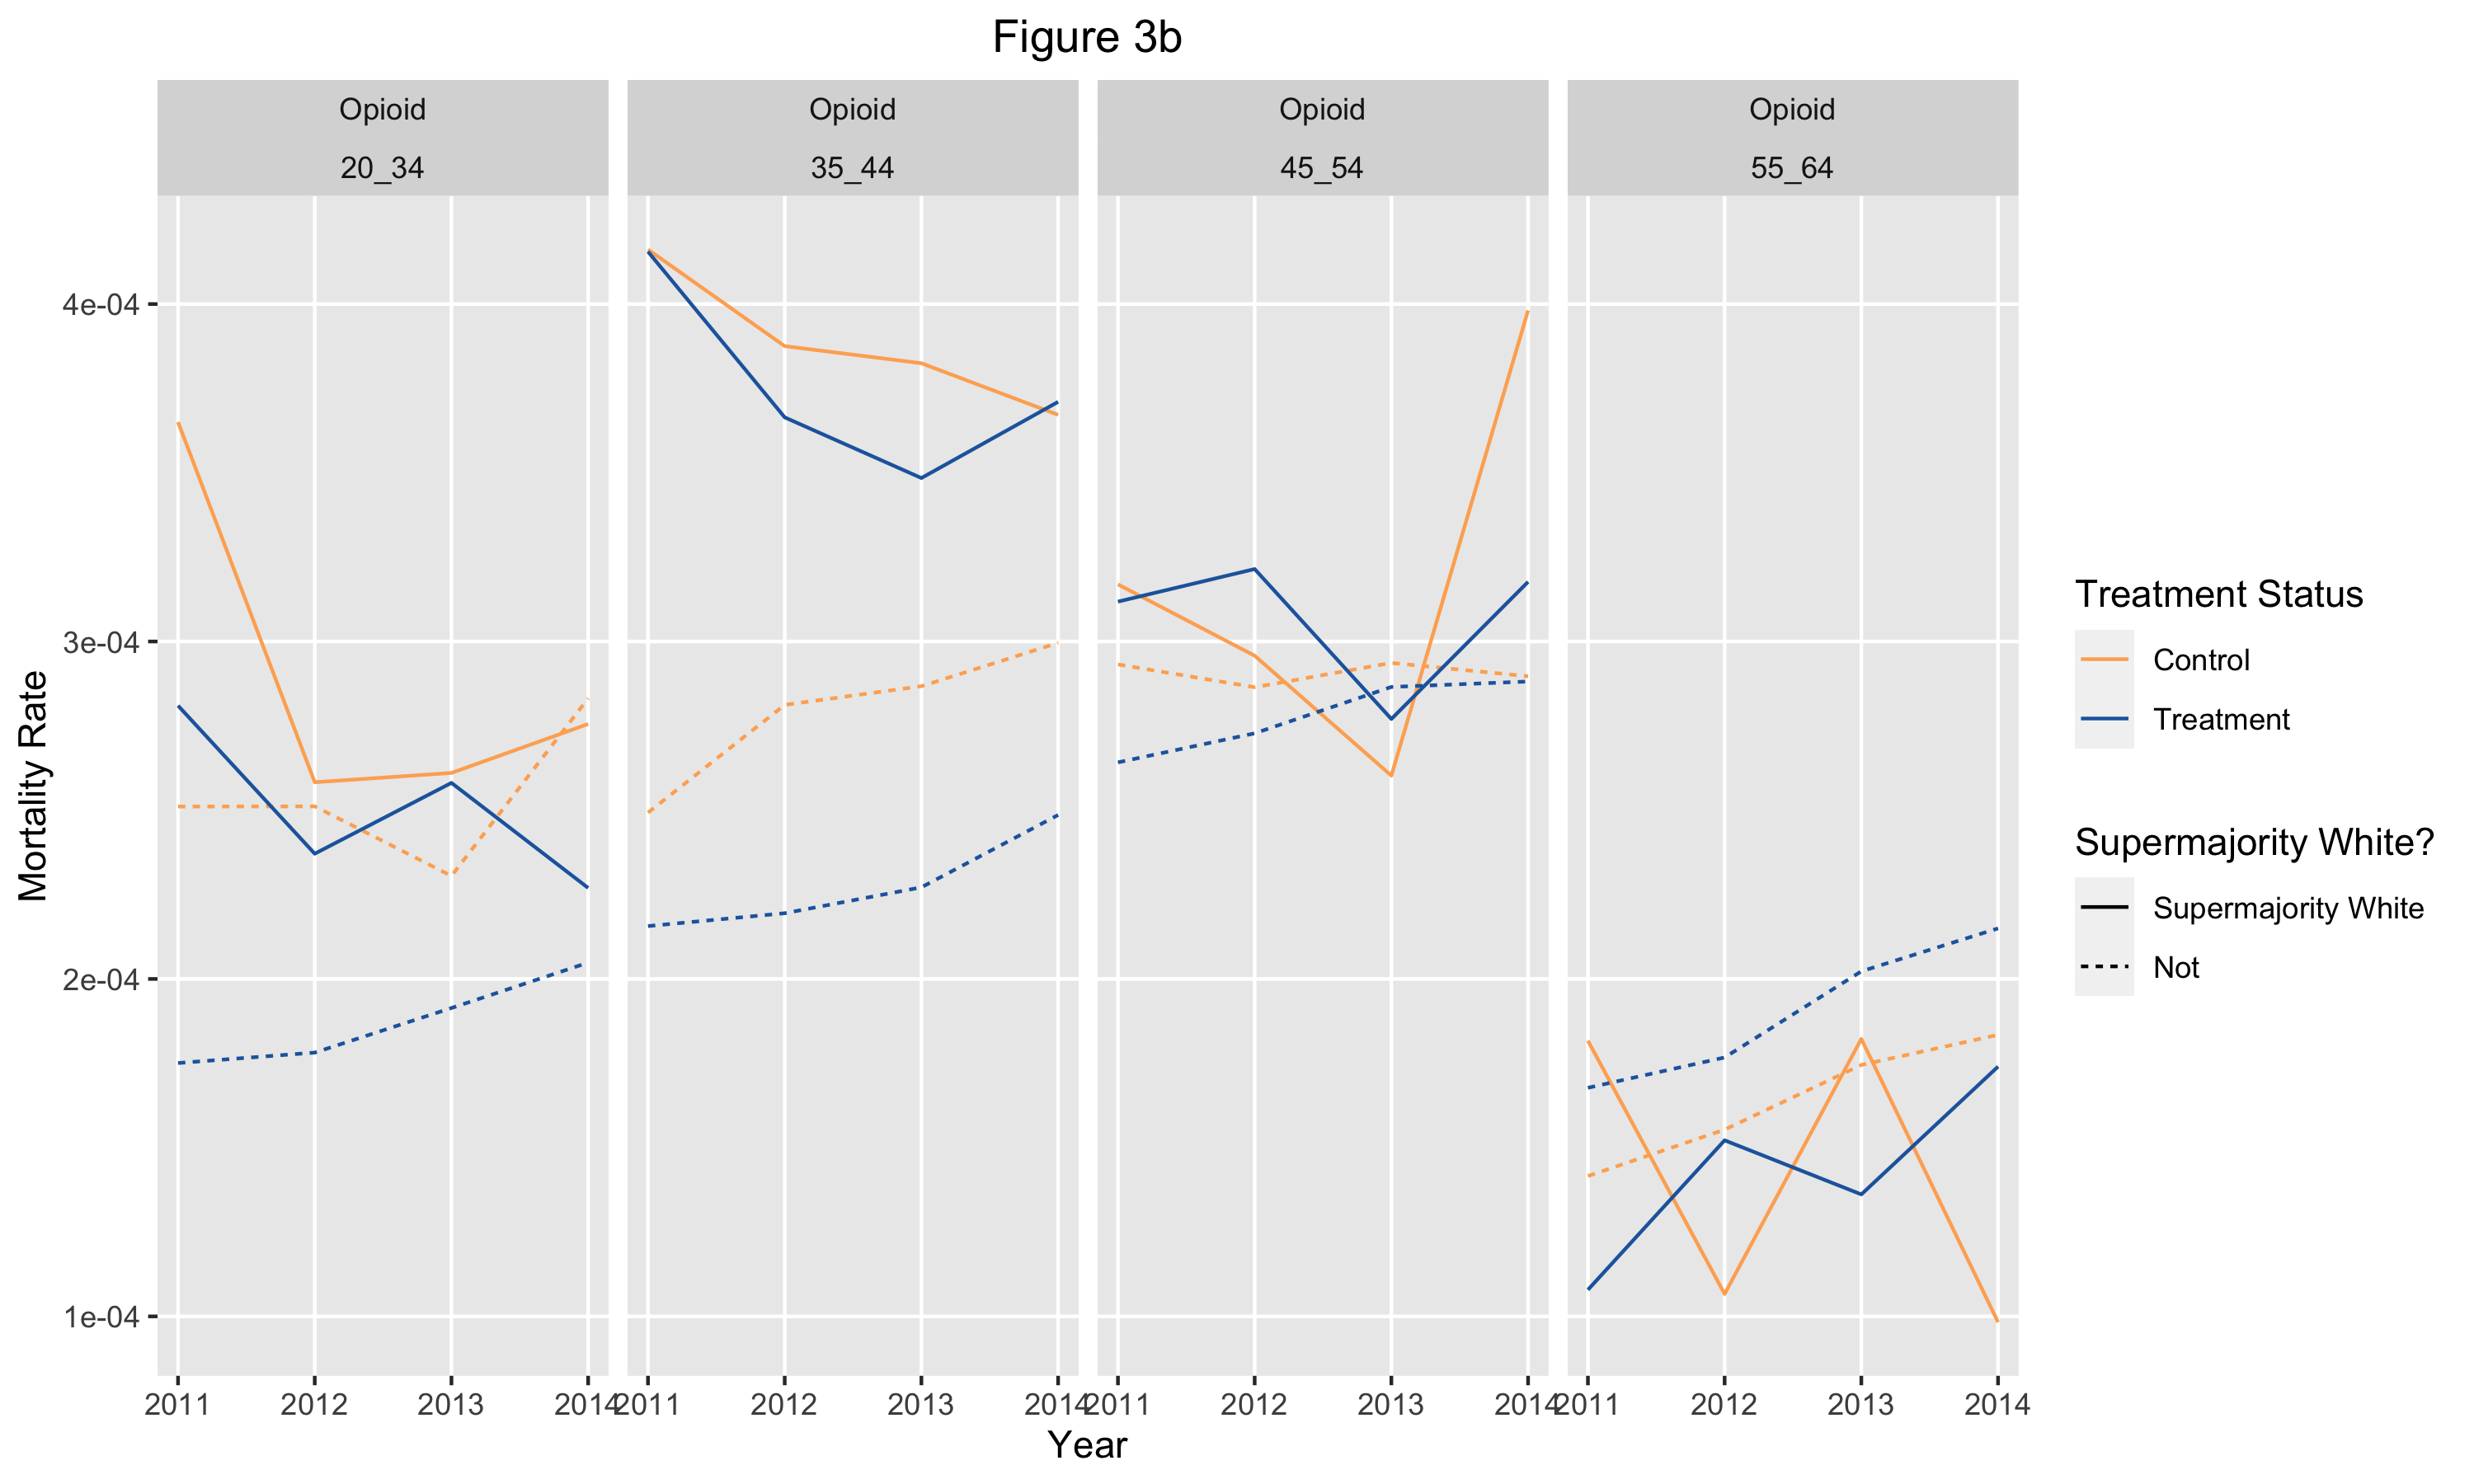 Figure 3b
Opioid Opioid Opioid Opioid
20_34 35_44 45_54 55_64
4e-04
3e-04
2e-04
1e-04
Mortality Rate
2011 2012 2013 2014 2011 2012 2013 2014 2011 2012 2013 2014 2011 2012 2013 2014
Year
Treatment Status
Control
Treatment
Supermajority White?
Supermajority White
Not